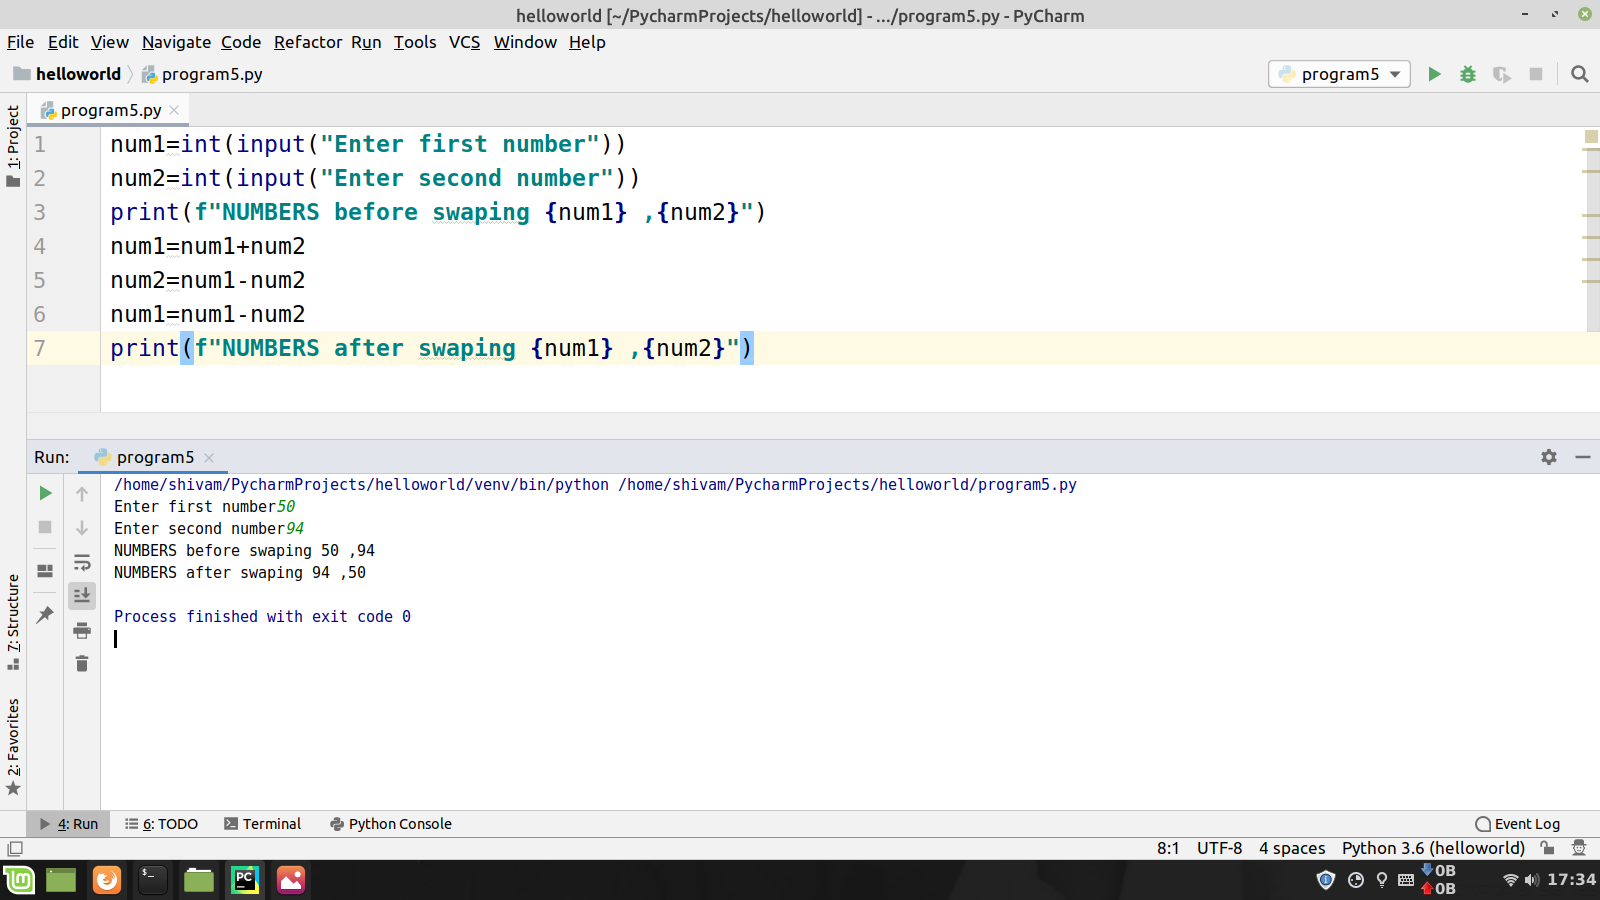 helloworld [~/PycharmProjects/helloworld] - .../program5.py - PyCharm
File Edit View Navigate Code Refactor Run Tools VCS Window Help
helloworld program5.py program5
program5.py
1: Project
1 num1=int(input("Enter first number"))
2 num2=int(input("Enter second number"))
3 print(f"NUMBERS before swaping {num1} ,{num2}")
4 num1=num1+num2
5 num2=num1-num2
6 num1=num1-num2
7 print(f"NUMBERS after swaping {num1} ,{num2}")
Run: program5
/home/shivam/PycharmProjects/helloworld/venv/bin/python /home/shivam/PycharmProjects/helloworld/program5.py
Enter first number50
Enter second number94
NUMBERS before swaping 50 ,94
NUMBERS after swaping 94 ,50
Process finished with exit code 0
7: Structure
2: Favorites
4: Run 6: TODO Terminal Python Console Event Log
8:1 UTF-8 4 spaces Python 3.6 (helloworld)
PC
0B
0B
17:34